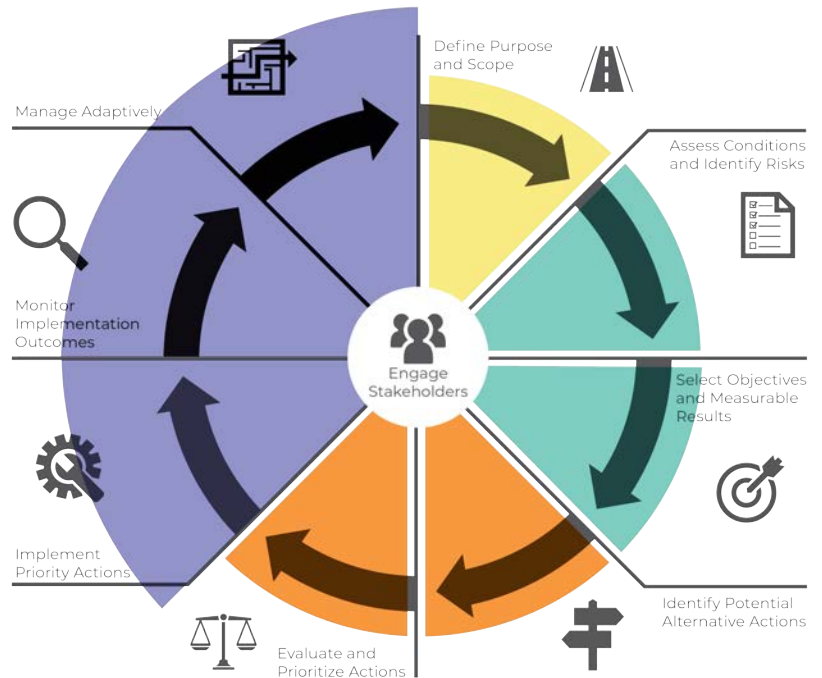 Define Purpose
and Scope
Assess Conditions
and Identify Risks
Select Objectives
and Measurable
Results
Identify Potential
Alternative Actions
Evaluate and
Prioritize Actions
Implement
Priority Actions
Monitor
Implementation
Outcomes
Manage Adaptively
Engage
Stakeholders